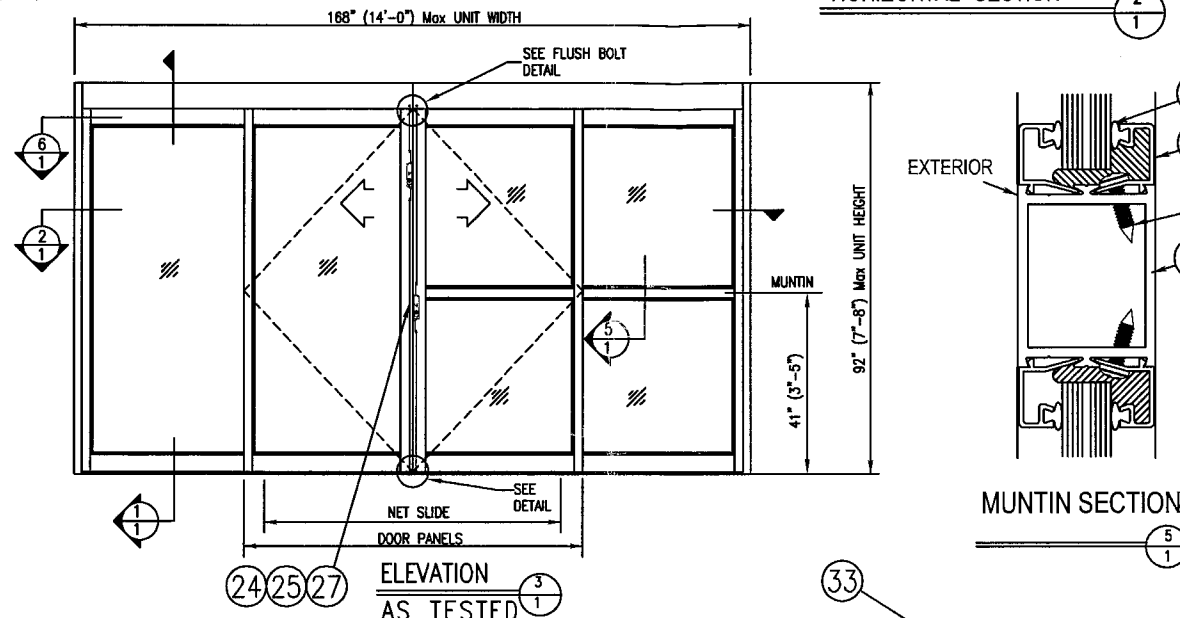 168" (14'-0") Max UNIT WIDTH
2
1
SEE FLUSH BOLT
DETAIL
6
1
2
1
EXTERIOR
MUNTIN
92" (7'-8") Max UNIT HEIGHT
5
1
41" (3'-5")
1
1
NET SLIDE
SEE
DETAIL
DOOR PANELS
MUNTIN SECTION
5
1
24 25 27
ELEVATION
3
1
AS TESTED
33